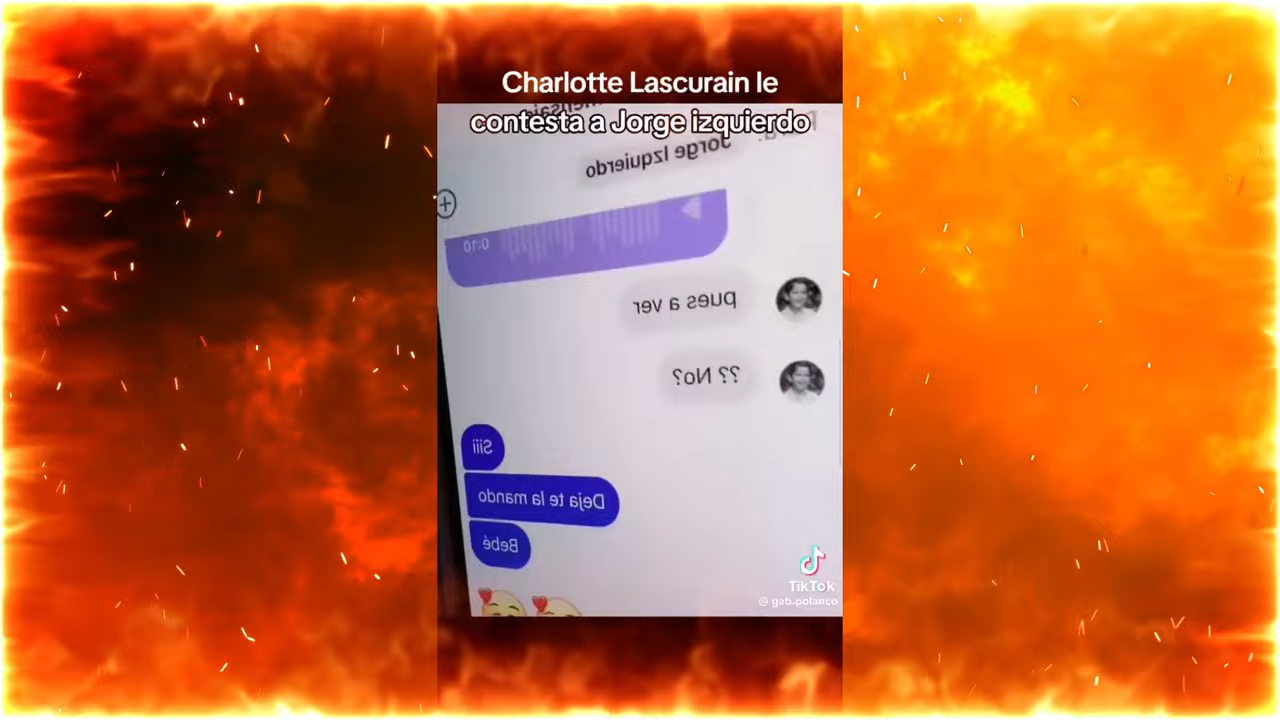 Charlotte Lascurain le
contesta a Jorge izquierdo
Jorge Izquierdo
0:10
pues a ver
?? No?
Siii
Deja te la mando
Bebé
TikTok
@ gab.polanco